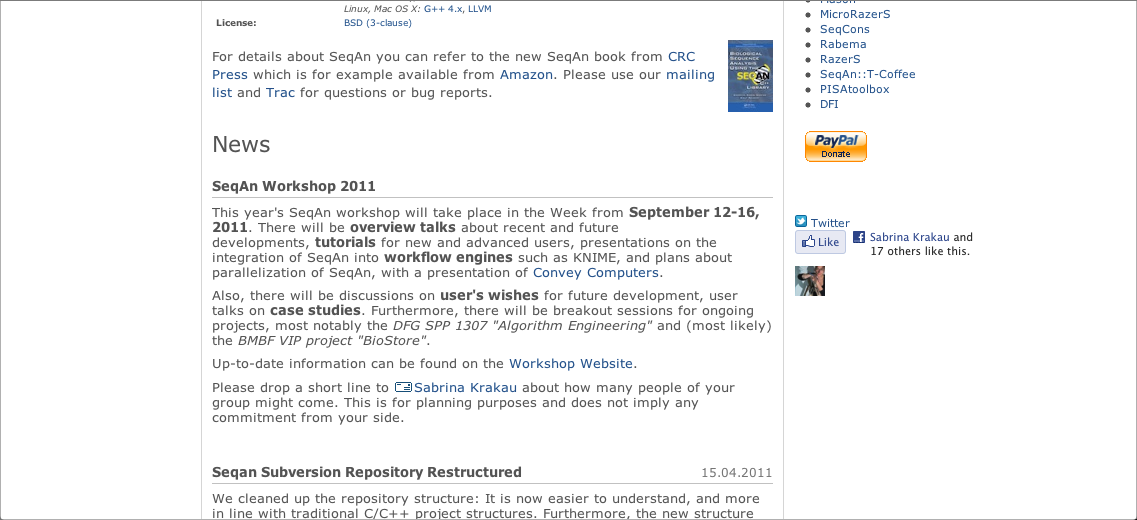 Linux, Mac OS X: G++ 4.x, LLVM
License: BSD (3-clause)
For details about SeqAn you can refer to the new SeqAn book from CRC
Press which is for example available from Amazon. Please use our mailing
list and Trac for questions or bug reports.
BIOLOGICAL
SEQUENCE
ANALYSIS
USING THE
SEQAN
C++
LIBRARY
News
SeqAn Workshop 2011
This year's SeqAn workshop will take place in the Week from September 12-16,
2011. There will be overview talks about recent and future
developments, tutorials for new and advanced users, presentations on the
integration of SeqAn into workflow engines such as KNIME, and plans about
parallelization of SeqAn, with a presentation of Convey Computers.
Also, there will be discussions on user's wishes for future development, user
talks on case studies. Furthermore, there will be breakout sessions for ongoing
projects, most notably the DFG SPP 1307 "Algorithm Engineering" and (most likely)
the BMBF VIP project "BioStore".
Up-to-date information can be found on the Workshop Website.
Please drop a short line to Sabrina Krakau about how many people of your
group might come. This is for planning purposes and does not imply any
commitment from your side.
Seqan Subversion Repository Restructured 15.04.2011
We cleaned up the repository structure: It is now easier to understand, and more
in line with traditional C/C++ project structures. Furthermore, the new structure
Mason
MicroRazerS
SeqCons
Rabema
RazerS
SeqAn::T-Coffee
PISAtoolbox
DFI
PayPal
Donate
Twitter
Like
Sabrina Krakau and
17 others like this.